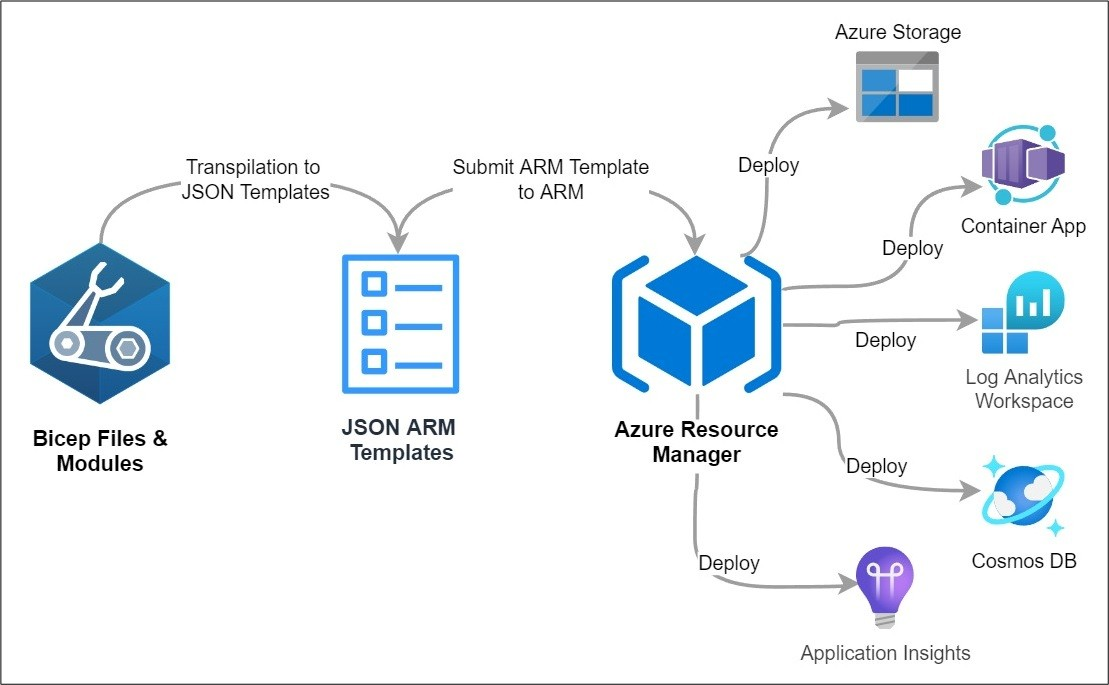 Azure Storage
Transpilation to
JSON Templates
Submit ARM Template
to ARM
Deploy
Container App
Deploy
Deploy
Log Analytics
Workspace
Bicep Files &
Modules
JSON ARM
Templates
Azure Resource
Manager
Deploy
Cosmos DB
Deploy
Application Insights